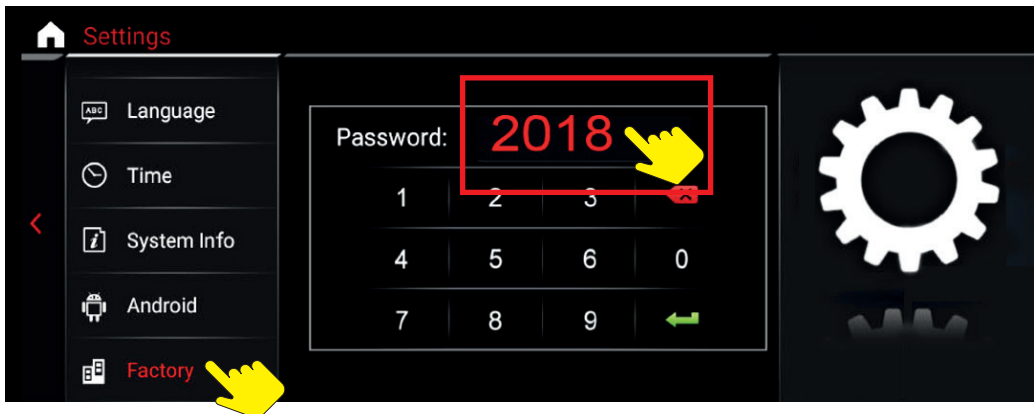 Settings
ABC Language
Time
i System Info
Android
Factory
Password: 2018
1 2 3
4 5 6 0
7 8 9